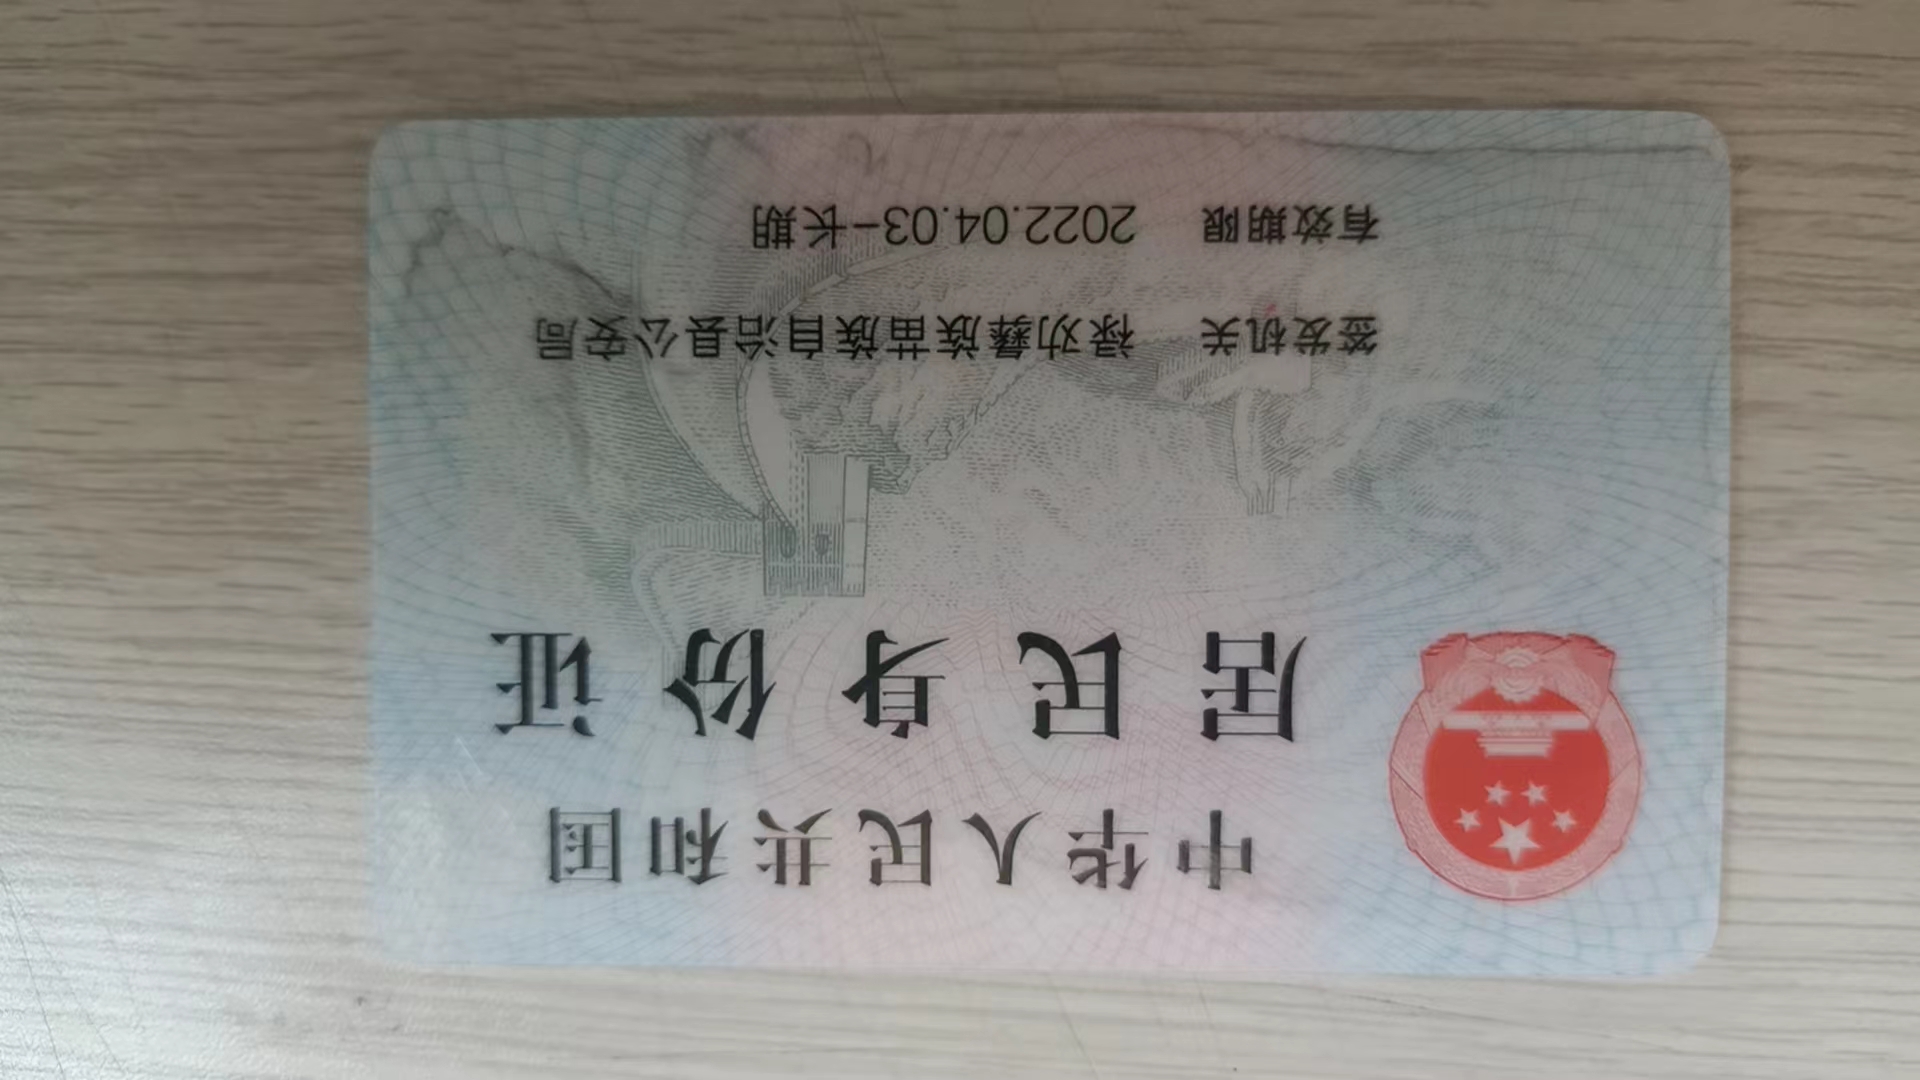 中华人民共和国
居民身份证
签发机关 禄劝彝族苗族自治县公安局
有效期限 2022.04.03-长期